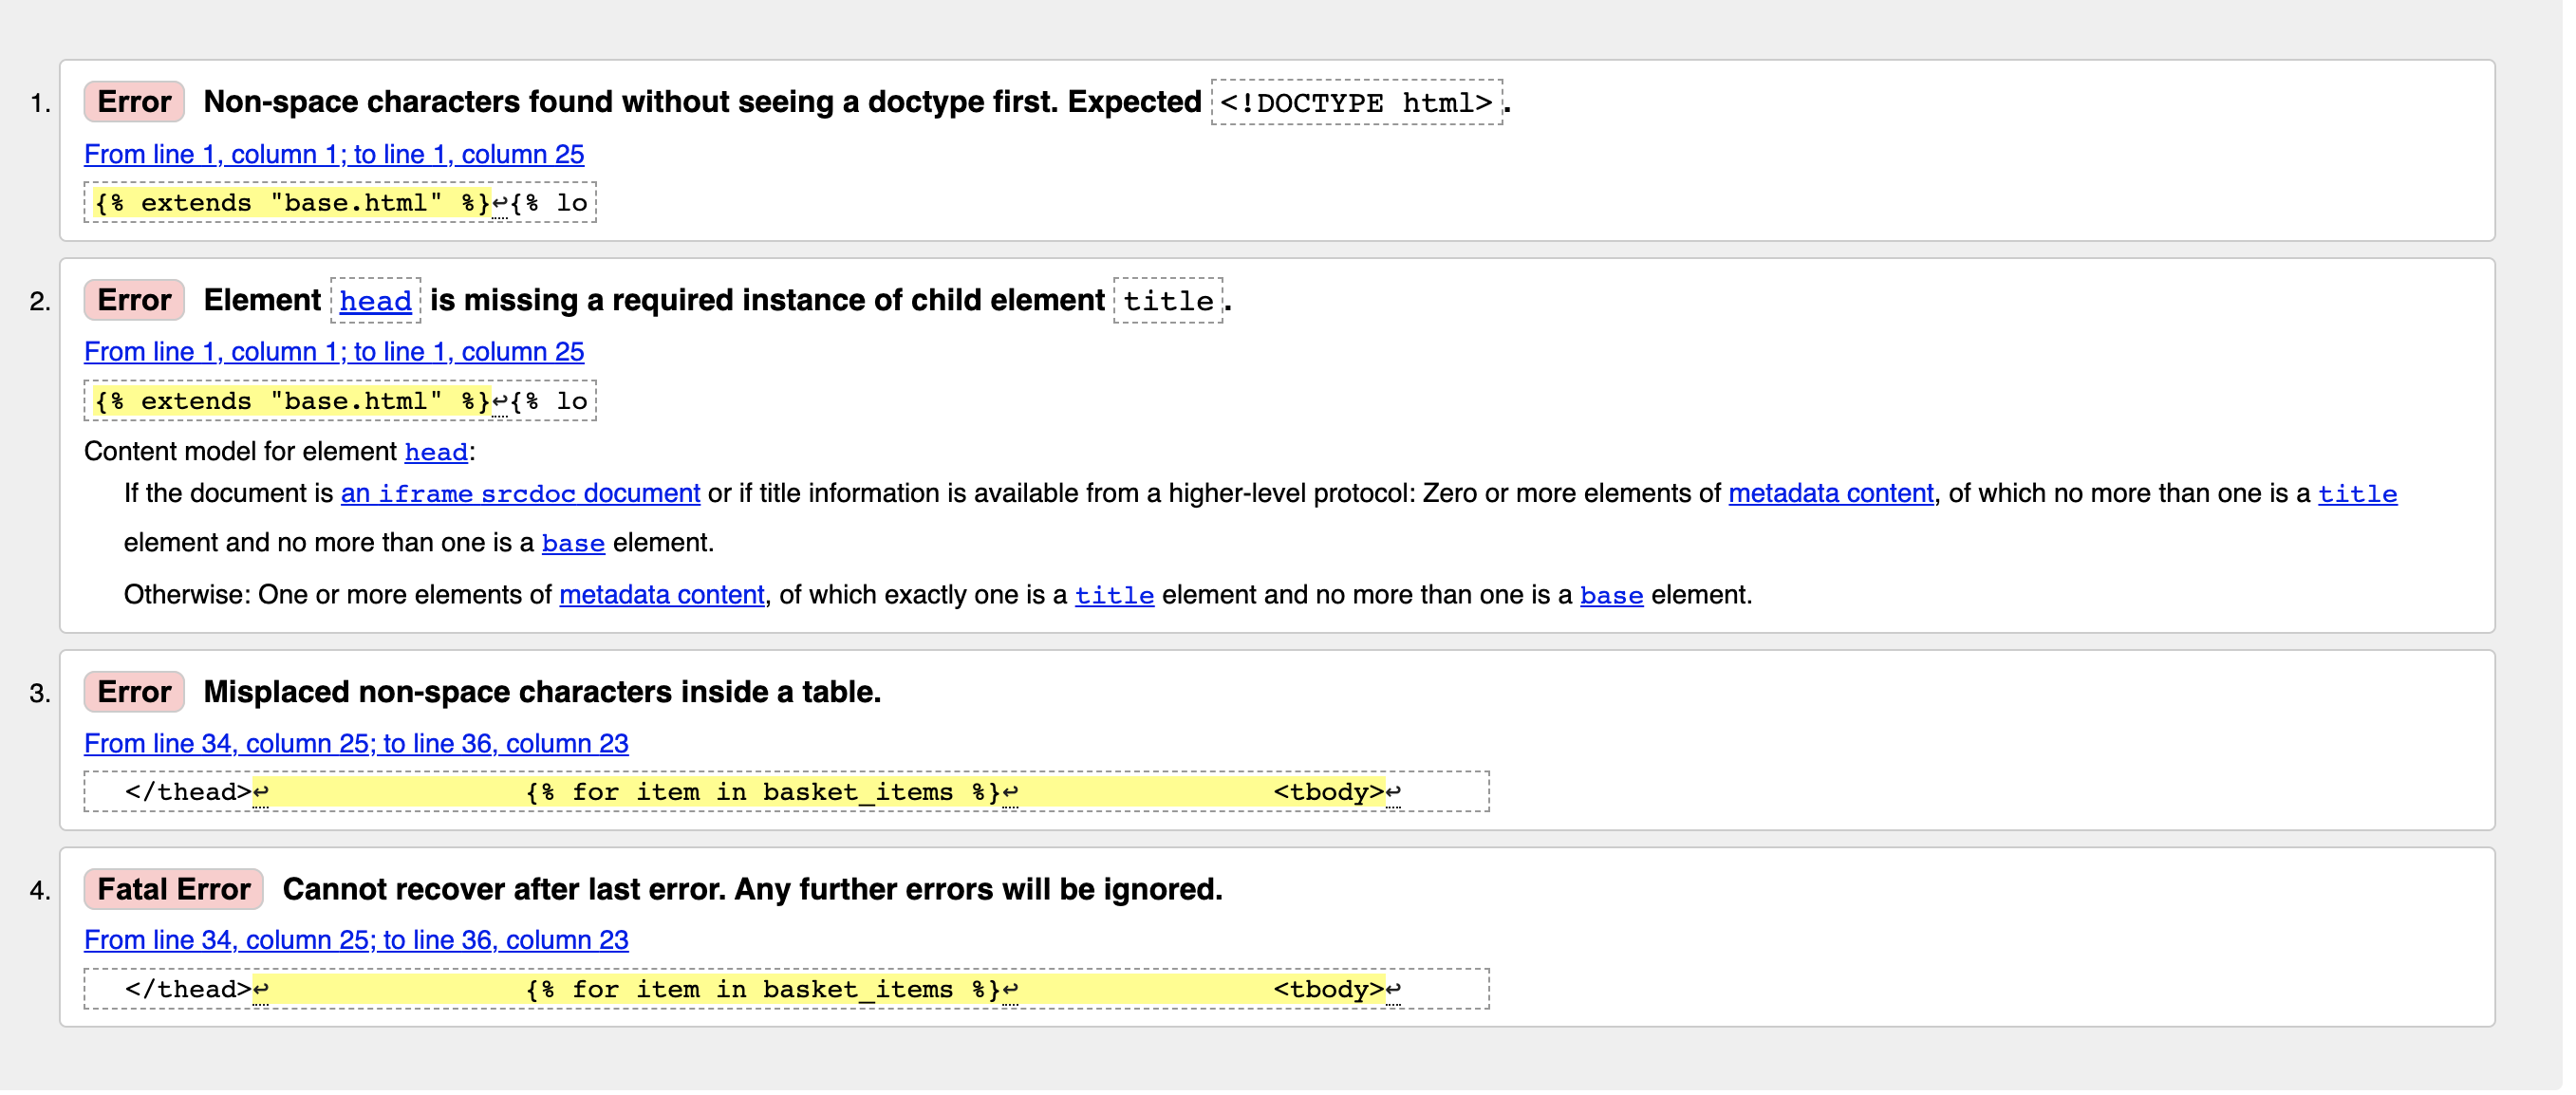 1. Error Non-space characters found without seeing a doctype first. Expected <!DOCTYPE html>.
From line 1, column 1; to line 1, column 25
{% extends "base.html" %}↩{% lo
2. Error Element head is missing a required instance of child element title.
From line 1, column 1; to line 1, column 25
{% extends "base.html" %}↩{% lo
Content model for element head:
If the document is an iframe srcdoc document or if title information is available from a higher-level protocol: Zero or more elements of metadata content, of which no more than one is a title
element and no more than one is a base element.
Otherwise: One or more elements of metadata content, of which exactly one is a title element and no more than one is a base element.
3. Error Misplaced non-space characters inside a table.
From line 34, column 25; to line 36, column 23
</thead>↩ {% for item in basket_items %}↩ <tbody>↩
4. Fatal Error Cannot recover after last error. Any further errors will be ignored.
From line 34, column 25; to line 36, column 23
</thead>↩ {% for item in basket_items %}↩ <tbody>↩